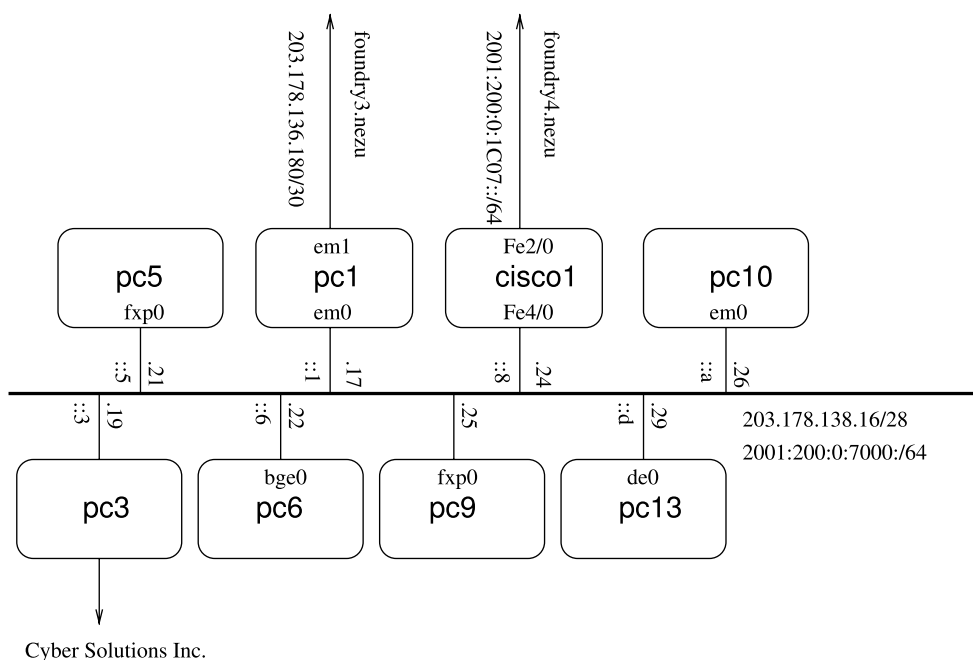 foundry3.nezu
203.178.136.180/30
foundry4.nezu
2001:200:0:1C07::/64
pc5
fxp0
em1
pc1
em0
Fe2/0
cisco1
Fe4/0
pc10
em0
.21
::5
.17
::1
.24
::8
.26
::a
.19
::3
.22
::6
.25
.29
::d
203.178.138.16/28
2001:200:0:7000:/64
pc3
bge0
pc6
fxp0
pc9
de0
pc13
Cyber Solutions Inc.